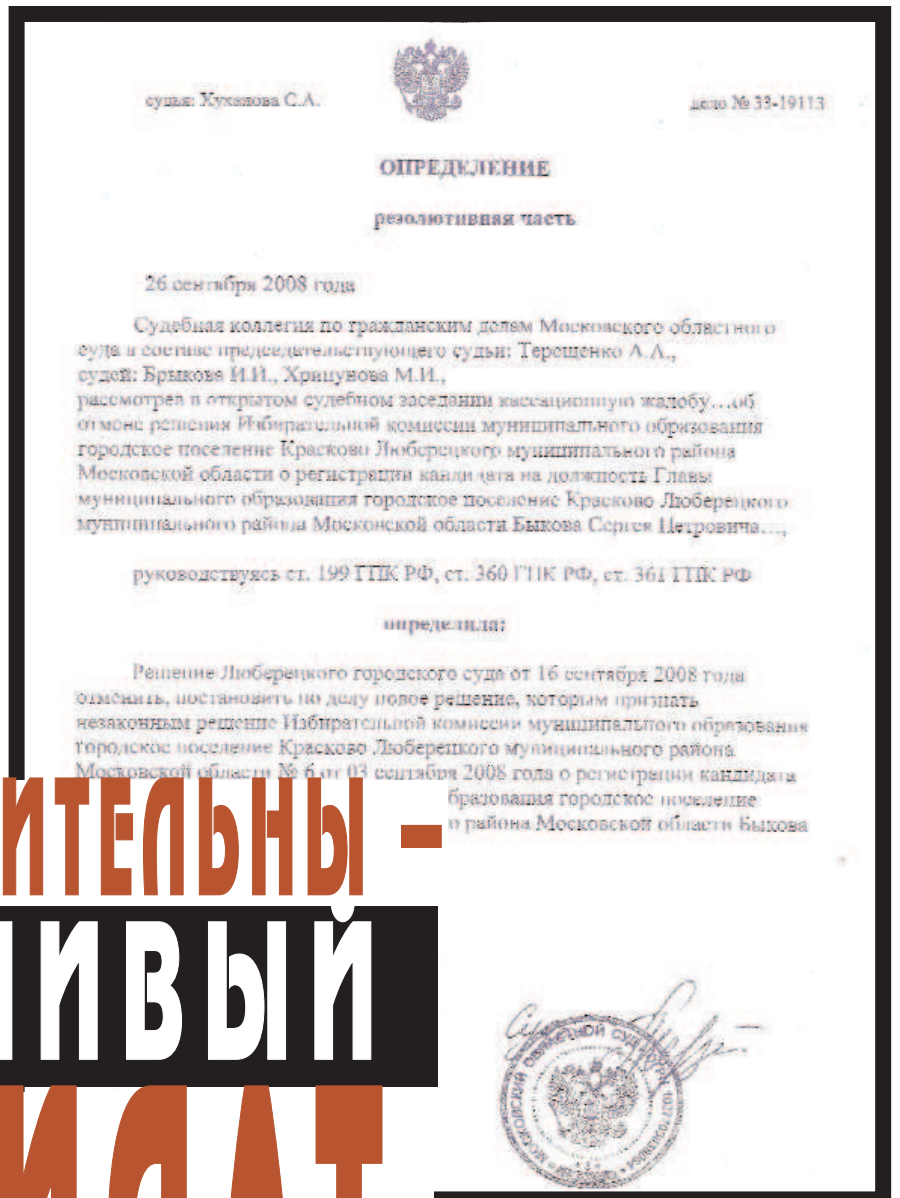 судья: Хуханова С.А.
дело № 33-19113
ОПРЕДЕЛЕНИЕ
резолютивная часть
26 сентября 2008 года
Судебная коллегия по гражданским делам Московского областного
суда в составе председательствующего судьи: Терещенко А.А.,
судей: Брыкова И.И., Хрипунова М.И.,
рассмотрев в открытом судебном заседании кассационную жалобу…об
отмене решения Избирательной комиссии муниципального образования
городское поселение Красково Люберецкого муниципального района
Московской области о регистрации кандидата на должность Главы
муниципального образования городское поселение Красково Люберецкого
муниципального района Московской области Быкова Сергея Петровича…,
руководствуясь ст. 199 ГПК РФ, ст. 360 ГПК РФ, ст. 361 ГПК РФ
определила:
Решение Люберецкого городского суда от 16 сентября 2008 года
отменить, постановить по делу новое решение, которым признать
незаконным решение Избирательной комиссии муниципального образования
городское поселение Красково Люберецкого муниципального района
Московской области № 6 от 03 сентября 2008 года о регистрации кандидата
бразования городское поселение
о района Московской области Быкова
ИТЕЛЬНЫ –
ЛИВЫЙ
ИДАТ
МОСКОВСКИЙ ОБЛАСТНОЙ СУД